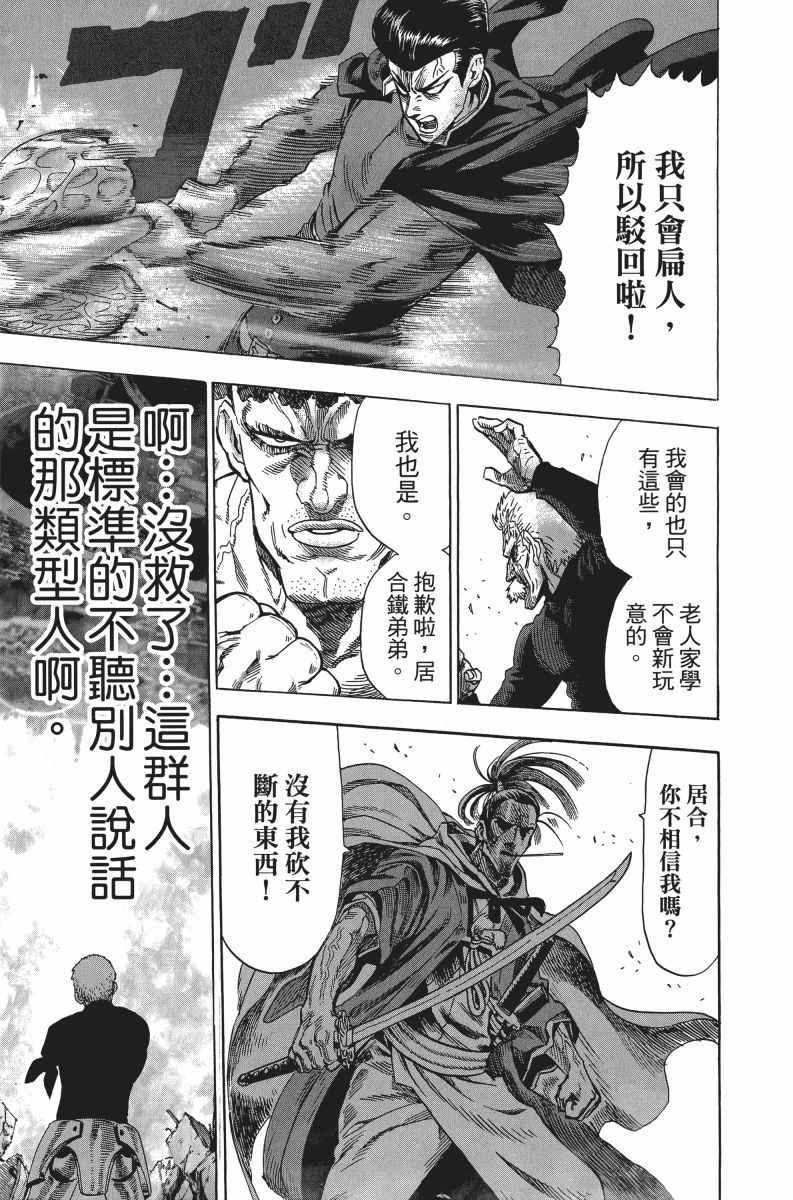 ゴ
我只會扁人，
所以駁回啦！
我會的也只
有這些，
老人家學
不會新玩
意的。
我也是。
抱歉啦，居
合鐵弟弟。
居合，
你不相信我嗎？
沒有我砍不
斷的東西！
啊…沒救了…這群人
是標準的不聽別人說話
的那類型人啊。